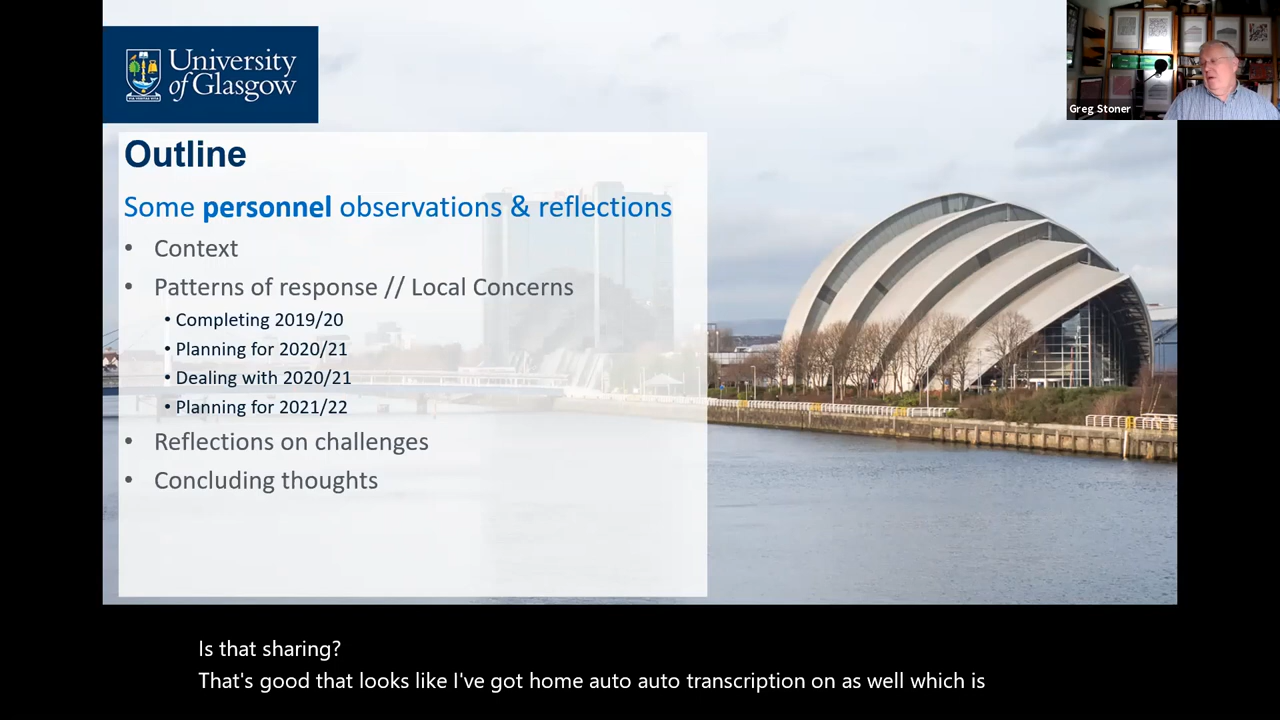 University
of Glasgow
Greg Stoner
Outline
Some personnel observations & reflections
• Context
• Patterns of response // Local Concerns
• Completing 2019/20
• Planning for 2020/21
• Dealing with 2020/21
• Planning for 2021/22
• Reflections on challenges
• Concluding thoughts
Is that sharing?
That's good that looks like I've got home auto auto transcription on as well which is